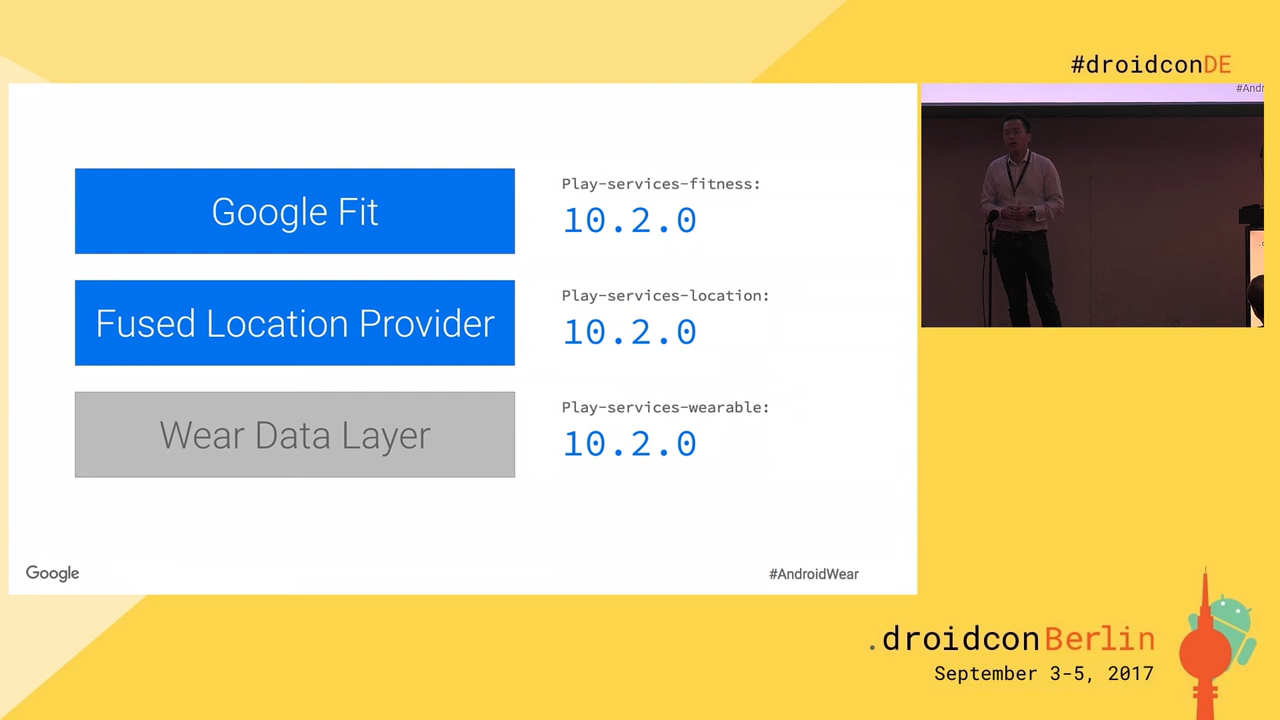 #droidconDE
#Andr
Google Fit
Play-services-fitness:
10.2.0
Fused Location Provider
Play-services-location:
10.2.0
Wear Data Layer
Play-services-wearable:
10.2.0
Google
#AndroidWear
.droidconBerlin
September 3-5, 2017